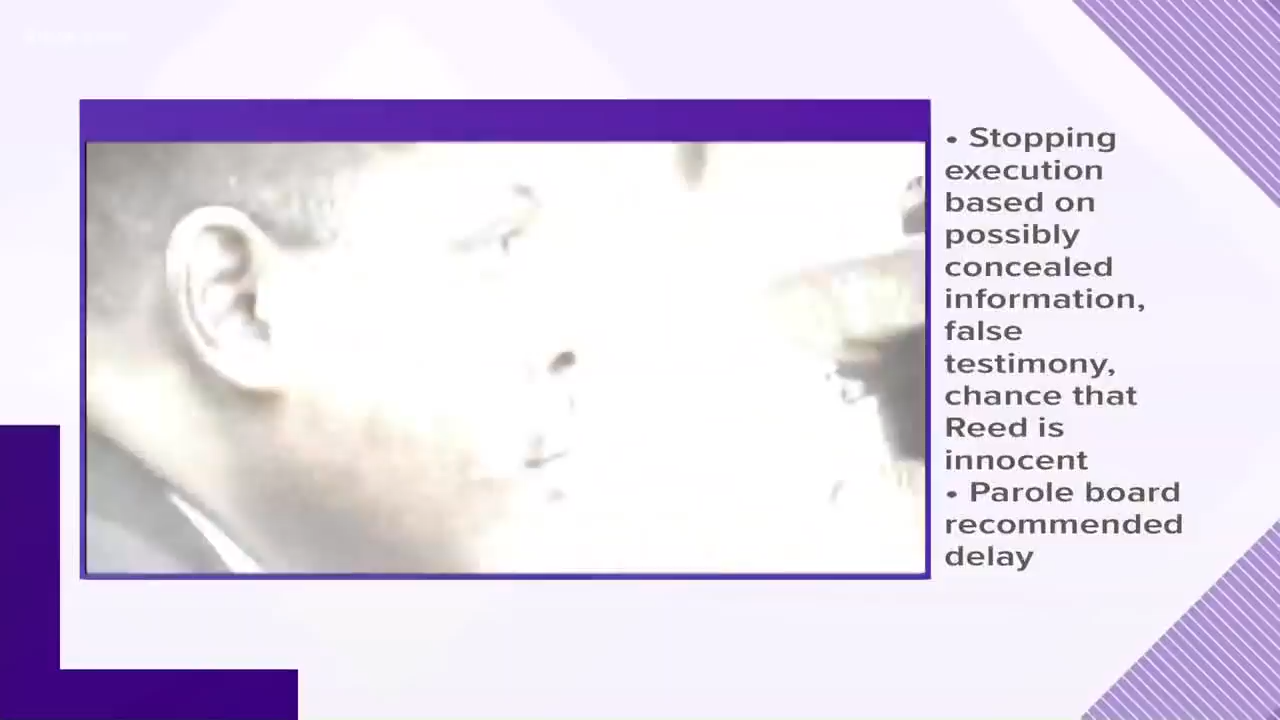 • Stopping
execution
based on
possibly
concealed
information,
false
testimony,
chance that
Reed is
innocent
• Parole board
recommended
delay